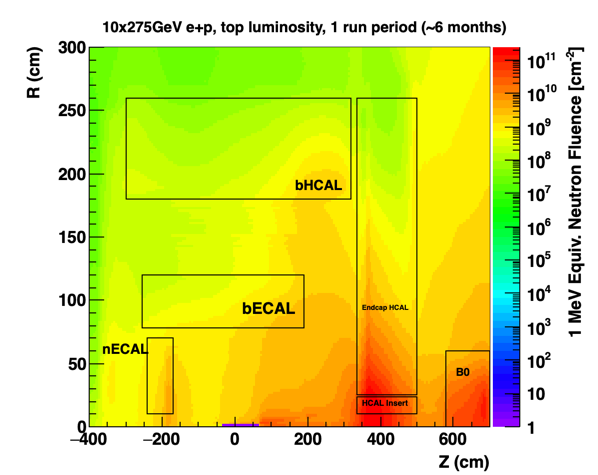 10x275GeV e+p, top luminosity, 1 run period (~6 months)
R (cm)
300
250
200
150
100
50
0
bHCAL
bECAL
nECAL
Endcap HCAL
HCAL Insert
B0
−400
−200
0
200
400
600
Z (cm)
10¹¹
10¹⁰
10⁹
10⁸
10⁷
10⁶
10⁵
10⁴
10³
10²
10
1
1 MeV Equiv. Neutron Fluence [cm⁻²]